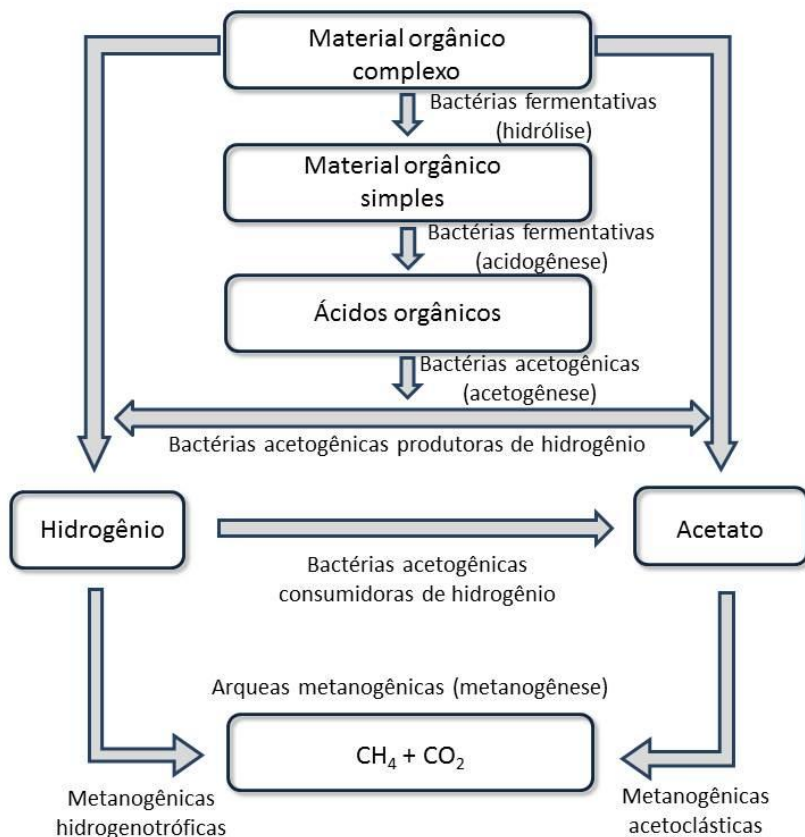 Material orgânico
complexo
Bactérias fermentativas
(hidrólise)
Material orgânico
simples
Bactérias fermentativas
(acidogênese)
Ácidos orgânicos
Bactérias acetogênicas
(acetogênese)
Bactérias acetogênicas produtoras de hidrogênio
Hidrogênio
Acetato
Bactérias acetogênicas
consumidoras de hidrogênio
Arqueas metanogênicas (metanogênese)
CH₄ + CO₂
Metanogênicas
hidrogenotróficas
Metanogênicas
acetoclásticas